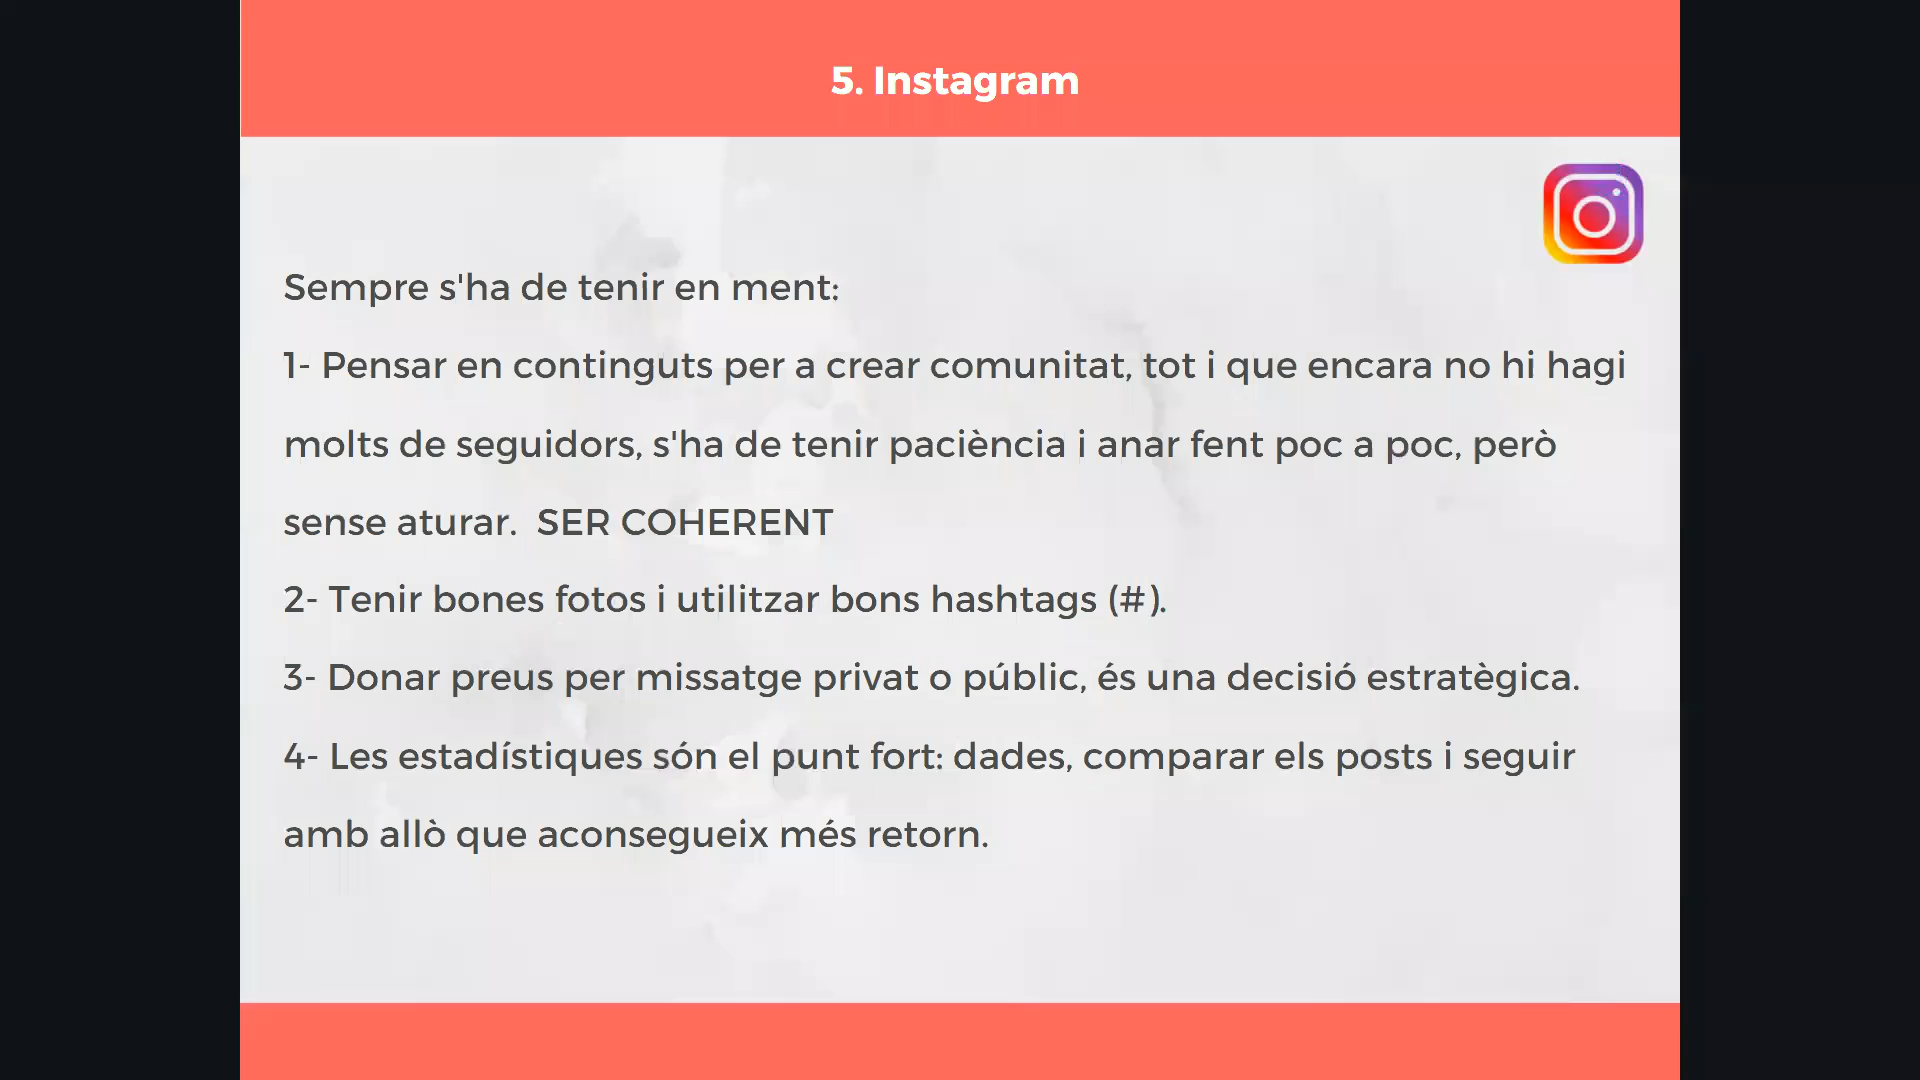 5. Instagram
Sempre s'ha de tenir en ment:
1- Pensar en continguts per a crear comunitat, tot i que encara no hi hagi
molts de seguidors, s'ha de tenir paciència i anar fent poc a poc, però
sense aturar.  SER COHERENT
2- Tenir bones fotos i utilitzar bons hashtags (#).
3- Donar preus per missatge privat o públic, és una decisió estratègica.
4- Les estadístiques són el punt fort: dades, comparar els posts i seguir
amb allò que aconsegueix més retorn.